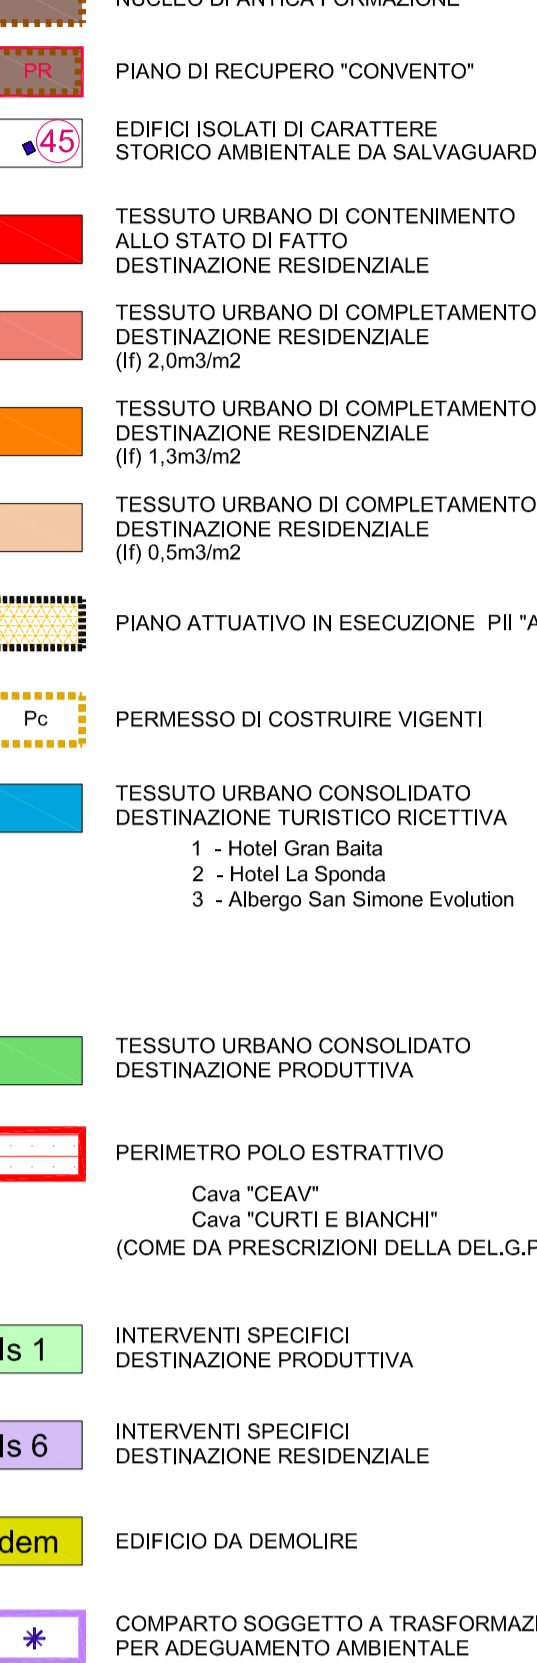 NUCLEO DI ANTICA FORMAZIONE
PR PIANO DI RECUPERO "CONVENTO"
45 EDIFICI ISOLATI DI CARATTERE
STORICO AMBIENTALE DA SALVAGUARD
TESSUTO URBANO DI CONTENIMENTO
ALLO STATO DI FATTO
DESTINAZIONE RESIDENZIALE
TESSUTO URBANO DI COMPLETAMENTO
DESTINAZIONE RESIDENZIALE
(If) 2,0m3/m2
TESSUTO URBANO DI COMPLETAMENTO
DESTINAZIONE RESIDENZIALE
(If) 1,3m3/m2
TESSUTO URBANO DI COMPLETAMENTO
DESTINAZIONE RESIDENZIALE
(If) 0,5m3/m2
PIANO ATTUATIVO IN ESECUZIONE PII "A
Pc PERMESSO DI COSTRUIRE VIGENTI
TESSUTO URBANO CONSOLIDATO
DESTINAZIONE TURISTICO RICETTIVA
1 - Hotel Gran Baita
2 - Hotel La Sponda
3 - Albergo San Simone Evolution
TESSUTO URBANO CONSOLIDATO
DESTINAZIONE PRODUTTIVA
PERIMETRO POLO ESTRATTIVO
Cava "CEAV"
Cava "CURTI E BIANCHI"
(COME DA PRESCRIZIONI DELLA DEL.G.P
Is 1 INTERVENTI SPECIFICI
DESTINAZIONE PRODUTTIVA
Is 6 INTERVENTI SPECIFICI
DESTINAZIONE RESIDENZIALE
dem EDIFICIO DA DEMOLIRE
* COMPARTO SOGGETTO A TRASFORMAZI
PER ADEGUAMENTO AMBIENTALE